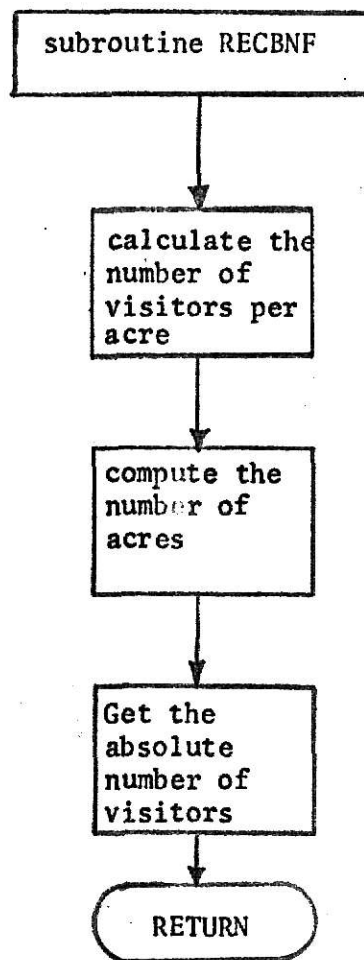 subroutine RECBNF
calculate the
number of
visitors per
acre
compute the
number of
acres
Get the
absolute
number of
visitors
RETURN